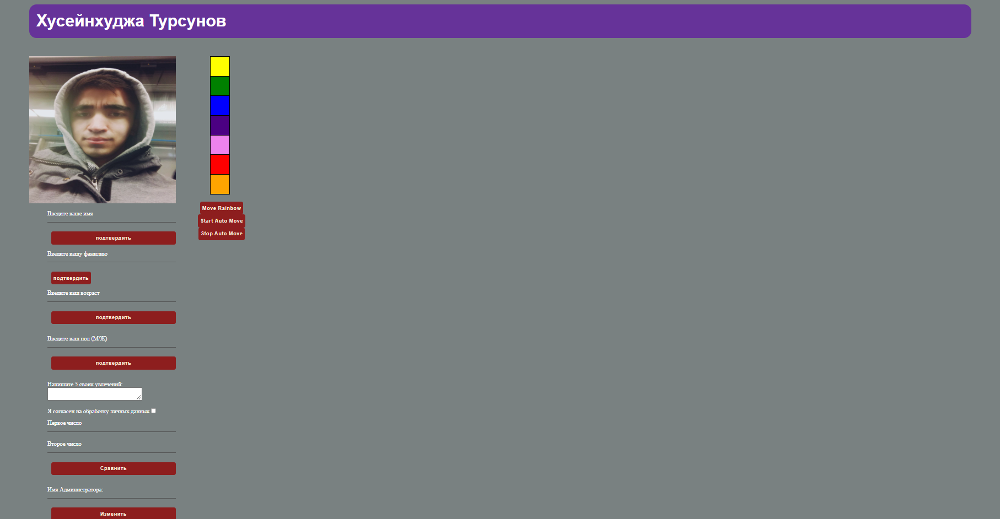 Хусейнхуджа Турсунов
Введите ваше имя
подтвердить
Введите вашу фамилию
подтвердить
Введите ваш возраст
подтвердить
Введите ваш пол (М/Ж)
подтвердить
Напишите 5 своих увлечений:
Я согласен на обработку личных данных
Первое число
Второе число
Сравнить
Имя Администратора:
Изменить
Move Rainbow
Start Auto Move
Stop Auto Move